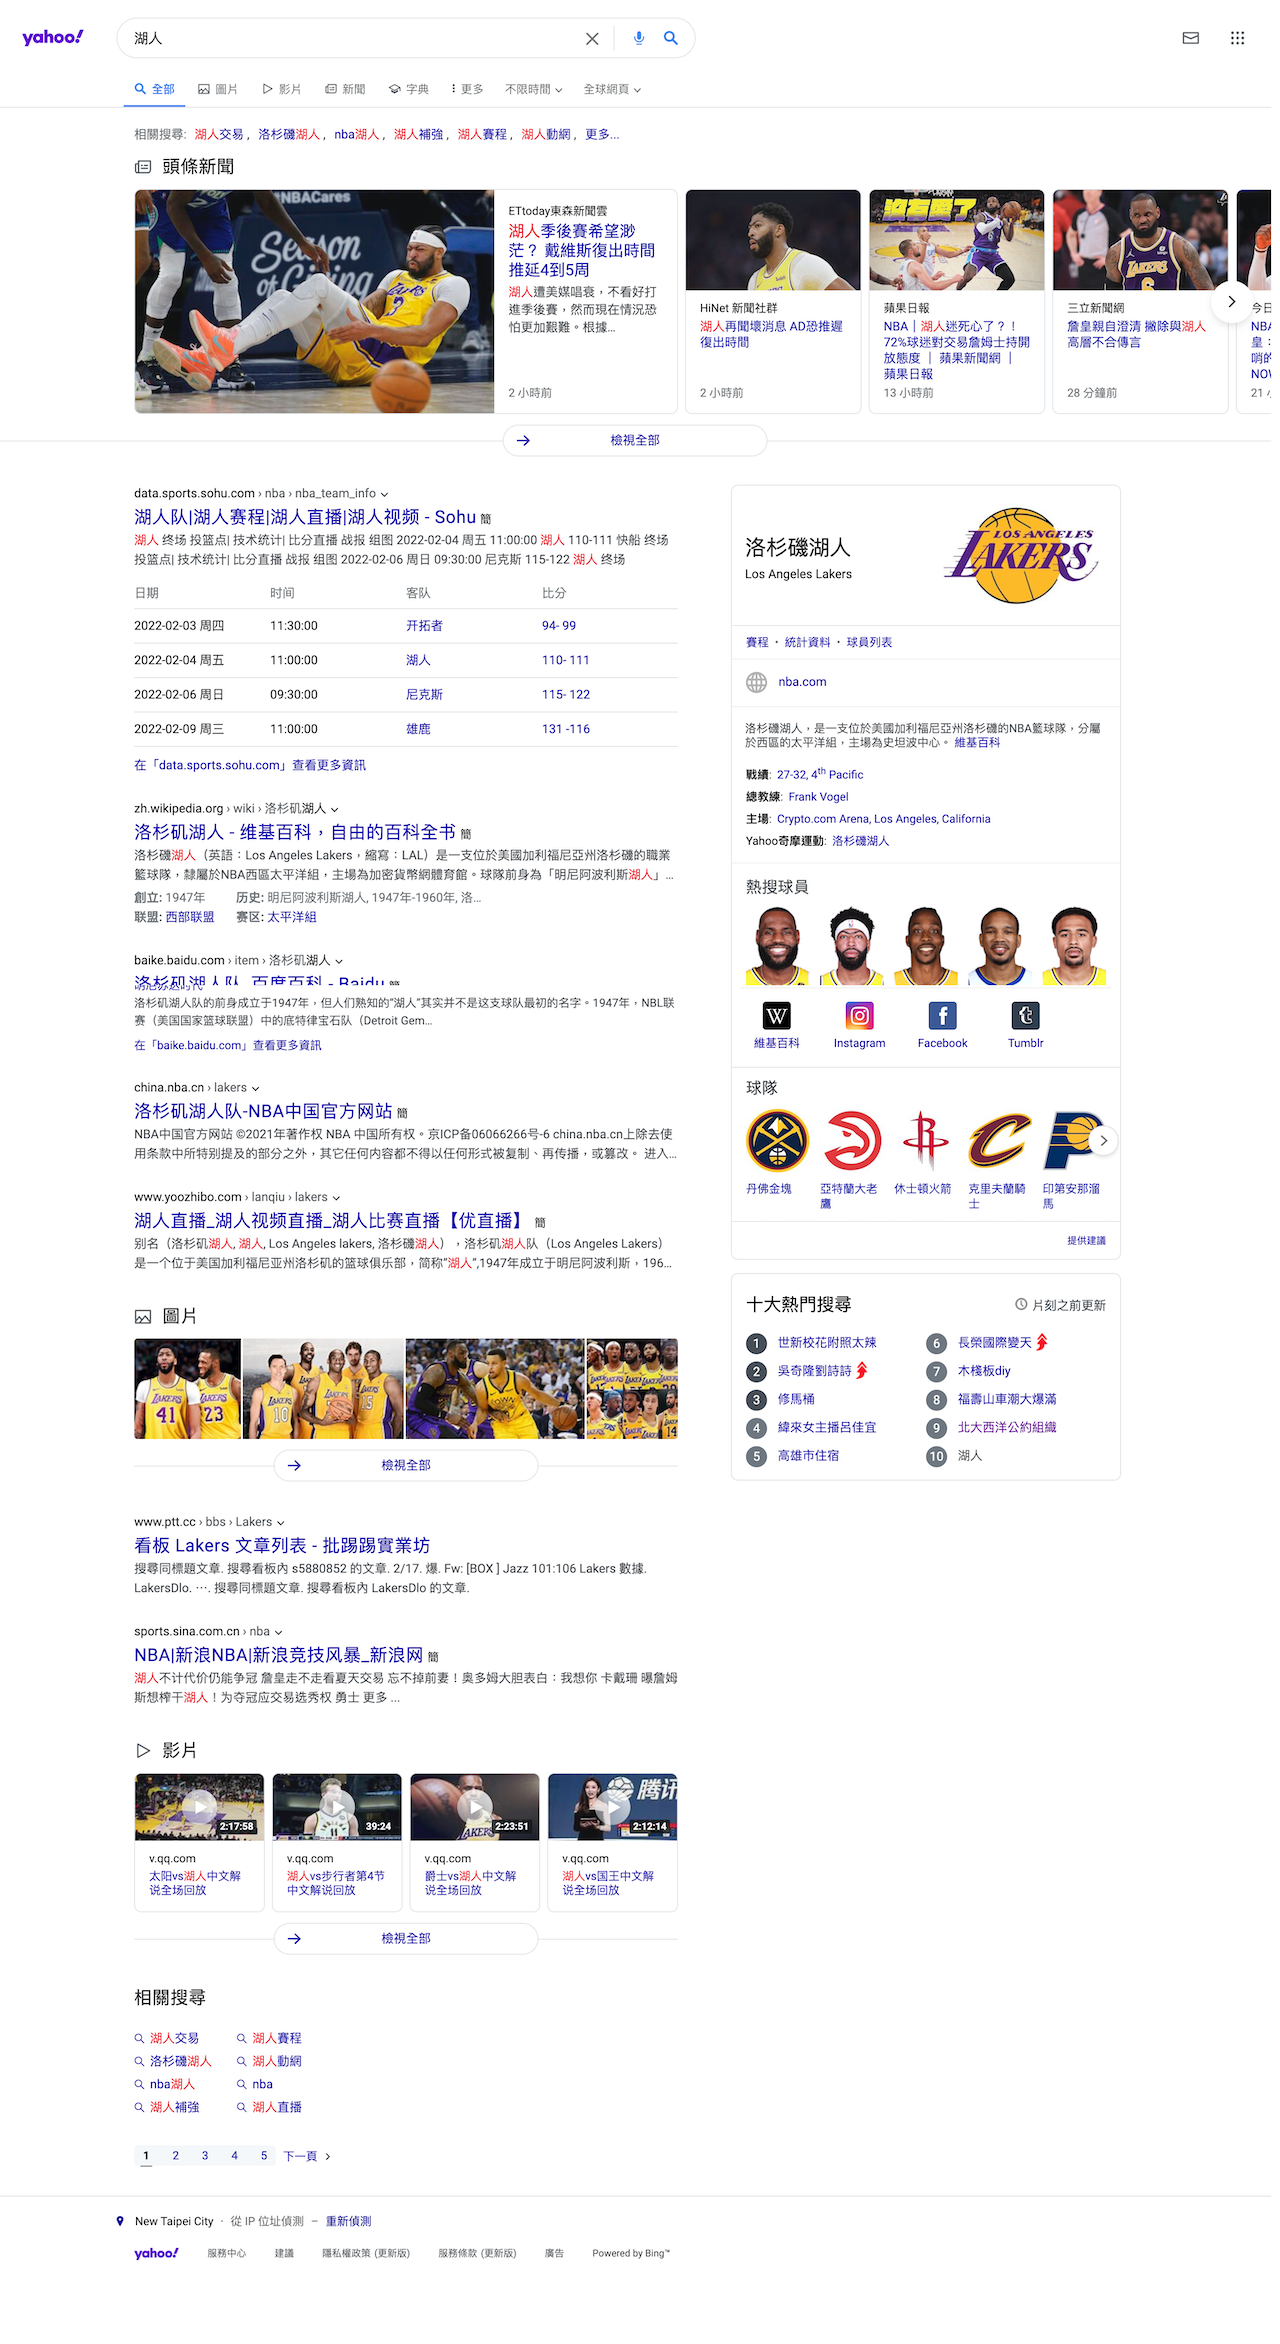 yahoo!
湖人
全部 圖片 影片 新聞 字典 更多 不限時間 全球網頁
相關搜尋: 湖人交易, 洛杉磯湖人, nba湖人, 湖人補強, 湖人賽程, 湖人動網, 更多...
頭條新聞
#NBACares
Season of Giving
ETtoday東森新聞雲
湖人季後賽希望渺
茫？ 戴維斯復出時間
推延4到5周
湖人遭美媒唱衰，不看好打
進季後賽，然而現在情況恐
怕更加艱難。根據...
2 小時前
HiNet 新聞社群
湖人再聞壞消息 AD恐推遲
復出時間
2 小時前
沒有愛了
蘋果日報
NBA｜湖人迷死心了？！
72%球迷對交易詹姆士持開
放態度 ｜ 蘋果新聞網 ｜
蘋果日報
13 小時前
LAKERS
6
三立新聞網
詹皇親自澄清 撇除與湖人
高層不合傳言
28 分鐘前
今日
NBA
皇：
哨的
NOW
21 小
檢視全部
data.sports.sohu.com › nba › nba_team_info
湖人队|湖人赛程|湖人直播|湖人视频 - Sohu 簡
湖人 终场 投篮点| 技术统计| 比分直播 战报 组图 2022-02-04 周五 11:00:00 湖人 110-111 快船 终场
投篮点| 技术统计| 比分直播 战报 组图 2022-02-06 周日 09:30:00 尼克斯 115-122 湖人 终场
日期 时间 客队 比分
2022-02-03 周四 11:30:00 开拓者 94- 99
2022-02-04 周五 11:00:00 湖人 110- 111
2022-02-06 周日 09:30:00 尼克斯 115- 122
2022-02-09 周三 11:00:00 雄鹿 131 -116
在「data.sports.sohu.com」查看更多資訊
zh.wikipedia.org › wiki › 洛杉矶湖人
洛杉矶湖人 - 维基百科，自由的百科全书 簡
洛杉磯湖人（英語：Los Angeles Lakers，縮寫：LAL）是一支位於美國加利福尼亞州洛杉磯的職業
籃球隊，隸屬於NBA西區太平洋組，主場為加密貨幣網體育館。球隊前身為「明尼阿波利斯湖人」...
創立: 1947年 历史: 明尼阿波利斯湖人, 1947年-1960年, 洛...
联盟: 西部联盟 赛区: 太平洋組
baike.baidu.com › item › 洛杉矶湖人
洛杉矶湖人队_百度百科 - Baidu 簡
洛杉矶湖人队的前身成立于1947年，但人们熟知的“湖人”其实并不是这支球队最初的名字。1947年，NBL联
赛（美国国家篮球联盟）中的底特律宝石队（Detroit Gem...
在「baike.baidu.com」查看更多資訊
china.nba.cn › lakers
洛杉矶湖人队-NBA中国官方网站 簡
NBA中国官方网站 ©2021年著作权 NBA 中国所有权。京ICP备06066266号-6 china.nba.cn上除去使
用条款中所特别提及的部分之外，其它任何内容都不得以任何形式被复制、再传播，或篡改。 进入...
www.yoozhibo.com › lanqiu › lakers
湖人直播_湖人视频直播_湖人比赛直播【优直播】 簡
别名（洛杉矶湖人, 湖人, Los Angeles lakers, 洛杉磯湖人），洛杉矶湖人队（Los Angeles Lakers）
是一个位于美国加利福尼亚州洛杉矶的篮球俱乐部，简称“湖人”,1947年成立于明尼阿波利斯，196...
圖片
LAKERS 41 LAKERS 23
LAKERS 10 LAKERS 15
14
檢視全部
www.ptt.cc › bbs › Lakers
看板 Lakers 文章列表 - 批踢踢實業坊
搜尋同標題文章. 搜尋看板內 s5880852 的文章. 2/17. 爆. Fw: [BOX ] Jazz 101:106 Lakers 數據.
LakersDlo. ⋯. 搜尋同標題文章. 搜尋看板內 LakersDlo 的文章.
sports.sina.com.cn › nba
NBA|新浪NBA|新浪竞技风暴_新浪网 簡
湖人不计代价仍能争冠 詹皇走不走看夏天交易 忘不掉前妻！奥多姆大胆表白：我想你 卡戴珊 曝詹姆
斯想榨干湖人！为夺冠应交易选秀权 勇士 更多 ...
影片
2:17:58
v.qq.com
太阳vs湖人中文解
说全场回放
39:24
v.qq.com
湖人vs步行者第4节
中文解说回放
2:23:51
v.qq.com
爵士vs湖人中文解
说全场回放
腾讯
2:12:14
v.qq.com
湖人vs国王中文解
说全场回放
檢視全部
相關搜尋
湖人交易 湖人賽程
洛杉磯湖人 湖人動網
nba湖人 nba
湖人補強 湖人直播
1 2 3 4 5 下一頁
洛杉磯湖人
Los Angeles Lakers
LOS ANGELES
LAKERS
賽程 · 統計資料 · 球員列表
nba.com
洛杉磯湖人，是一支位於美國加利福尼亞州洛杉磯的NBA籃球隊，分屬
於西區的太平洋組，主場為史坦波中心。 維基百科
戰績: 27-32, 4th Pacific
總教練: Frank Vogel
主場: Crypto.com Arena, Los Angeles, California
Yahoo奇摩運動: 洛杉磯湖人
熱搜球員
維基百科 Instagram Facebook Tumblr
球隊
丹佛金塊
亞特蘭大老
鷹
休士頓火箭
克里夫蘭騎
士
印第安那溜
馬
提供建議
十大熱門搜尋 片刻之前更新
1 世新校花附照太辣
2 吳奇隆劉詩詩
3 修馬桶
4 緯來女主播呂佳宜
5 高雄市住宿
6 長榮國際變天
7 木棧板diy
8 福壽山車潮大爆滿
9 北大西洋公約組織
10 湖人
New Taipei City · 從 IP 位址偵測 – 重新偵測
yahoo! 服務中心 建議 隱私權政策 (更新版) 服務條款 (更新版) 廣告 Powered by Bing™